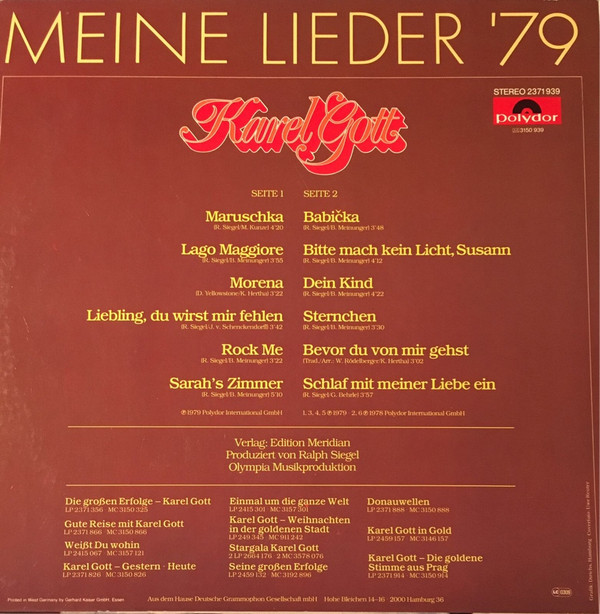 MEINE LIEDER '79
STEREO 2371 939
Polydor
3150 939
Karel Gott
SEITE 1
Maruschka
(R. Siegel/M. Kunze) 4'20
Lago Maggiore
(R. Siegel/B. Meinunger) 3'55
Morena
(D. Yellowstone/K. Hertha) 3'22
Liebling, du wirst mir fehlen
(R. Siegel/J. v. Schenckendorff) 3'42
Rock Me
(R. Siegel/B. Meinunger) 3'22
Sarah's Zimmer
(R. Siegel/B. Meinunger) 5'10
℗ 1979 Polydor International GmbH
SEITE 2
Babička
(R. Siegel/B. Meinunger) 3'48
Bitte mach kein Licht, Susann
(R. Siegel/B. Meinunger) 4'12
Dein Kind
(R. Siegel/B. Meinunger) 4'22
Sternchen
(R. Siegel/B. Meinunger) 3'30
Bevor du von mir gehst
(Trad./Arr.: W. Rödelberger/K. Hertha) 3'02
Schlaf mit meiner Liebe ein
(R. Siegel/G. Behrle) 3'57
1, 3, 4, 5 ℗ 1979 2, 6 ℗ 1978 Polydor International GmbH
Verlag: Edition Meridian
Produziert von Ralph Siegel
Olympia Musikproduktion
Die großen Erfolge – Karel Gott
LP 2371 356 · MC 3150 325
Gute Reise mit Karel Gott
LP 2371 866 · MC 3150 866
Weißt Du wohin
LP 2415 067 · MC 3157 121
Karel Gott – Gestern · Heute
LP 2371 826 · MC 3150 826
Einmal um die ganze Welt
LP 2415 301 · MC 3157 301
Karel Gott – Weihnachten
in der goldenen Stadt
LP 249 345 · MC 911 242
Stargala Karel Gott
2 LP 2664 176 · 2 MC 3578 076
Seine großen Erfolge
LP 2459 132 · MC 3192 896
Donauwellen
LP 2371 888 · MC 3150 888
Karel Gott in Gold
LP 2459 157 · MC 3146 157
Karel Gott – Die goldene
Stimme aus Prag
LP 2371 914 · MC 3150 914
Printed in West Germany by Gerhard Kaiser GmbH, Essen
Aus dem Hause Deutsche Grammophon Gesellschaft mbH Hohe Bleichen 14-16 · 2000 Hamburg 36